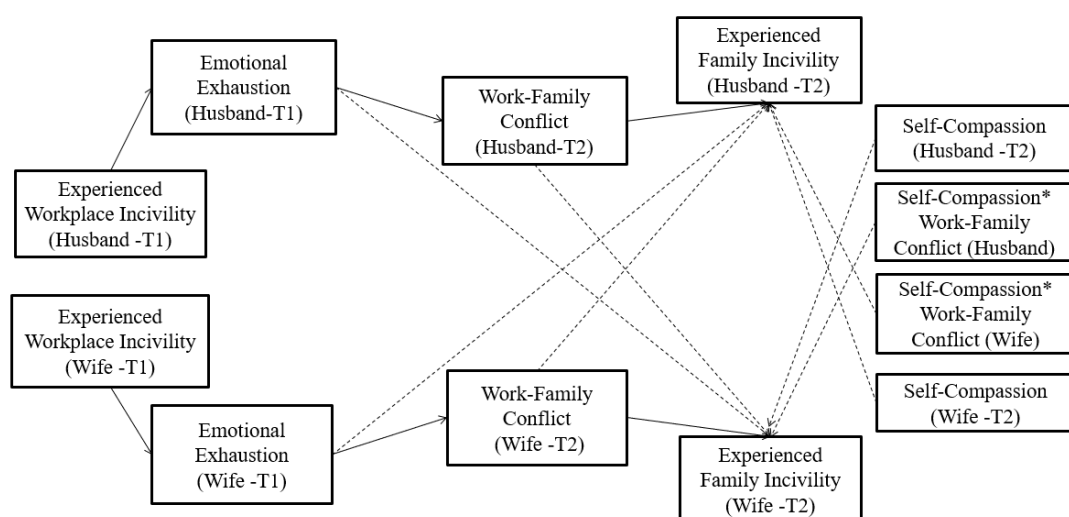 Experienced
Family Incivility
(Husband -T2)
Emotional
Exhaustion
(Husband-T1)
Work-Family
Conflict
(Husband-T2)
Self-Compassion
(Husband -T2)
Experienced
Workplace Incivility
(Husband -T1)
Self-Compassion*
Work-Family
Conflict (Husband)
Self-Compassion*
Work-Family
Conflict (Wife)
Experienced
Workplace Incivility
(Wife -T1)
Work-Family
Conflict
(Wife -T2)
Self-Compassion
(Wife -T2)
Emotional
Exhaustion
(Wife -T1)
Experienced
Family Incivility
(Wife -T2)